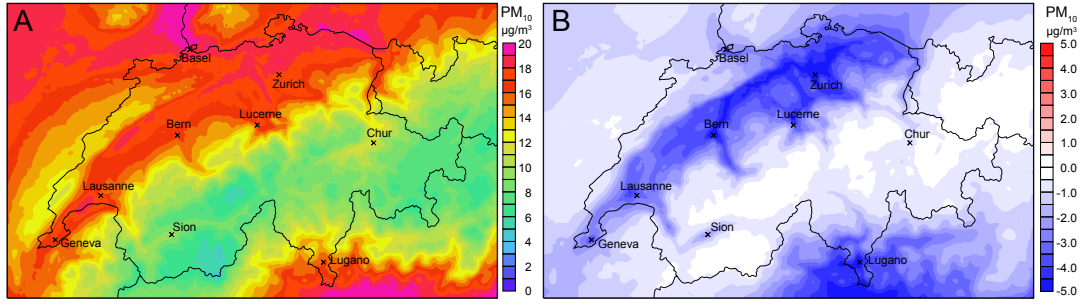 A
Basel
Zurich
Lucerne
Bern
Chur
Lausanne
Sion
Geneva
Lugano
PM10
µg/m³
20
18
16
14
12
10
8
6
4
2
0
B
Basel
Zurich
Lucerne
Bern
Chur
Lausanne
Sion
Geneva
Lugano
PM10
µg/m³
5.0
4.0
3.0
2.0
1.0
0.0
-1.0
-2.0
-3.0
-4.0
-5.0